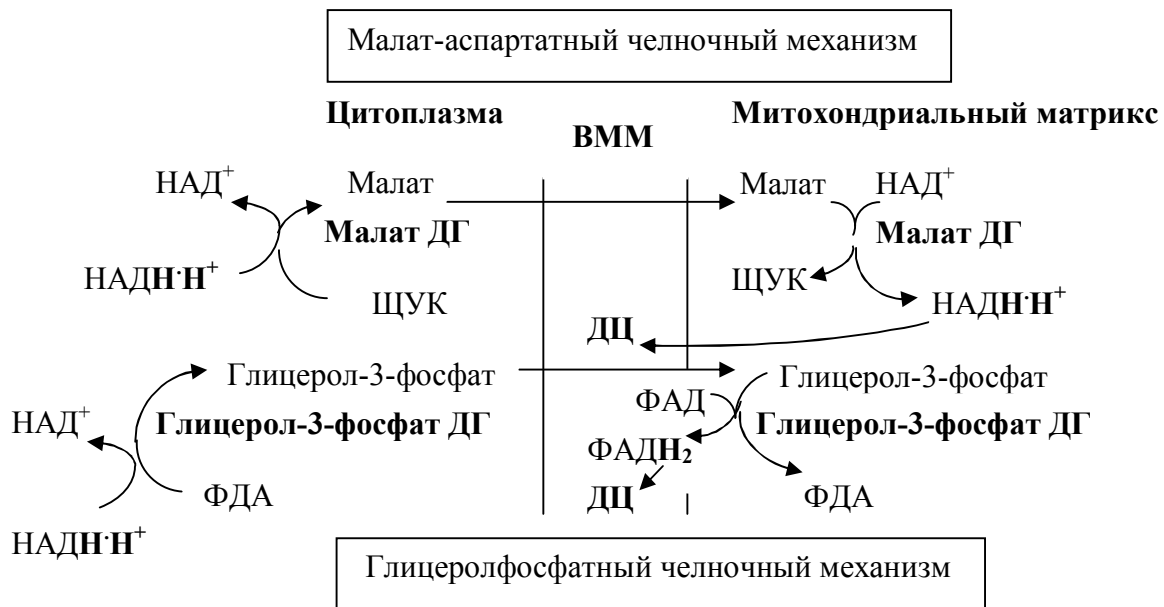 Малат-аспартатный челночный механизм
Цитоплазма
ВММ
Митохондриальный матрикс
НАД⁺
Малат
Малат
НАД⁺
Малат ДГ
Малат ДГ
НАДН·Н⁺
ЩУК
ЩУК
НАДН·Н⁺
ДЦ
Глицерол-3-фосфат
Глицерол-3-фосфат
ФАД
НАД⁺
Глицерол-3-фосфат ДГ
Глицерол-3-фосфат ДГ
ФАДН₂
ФДА
ДЦ
ФДА
НАДН·Н⁺
Глицеролфосфатный челночный механизм